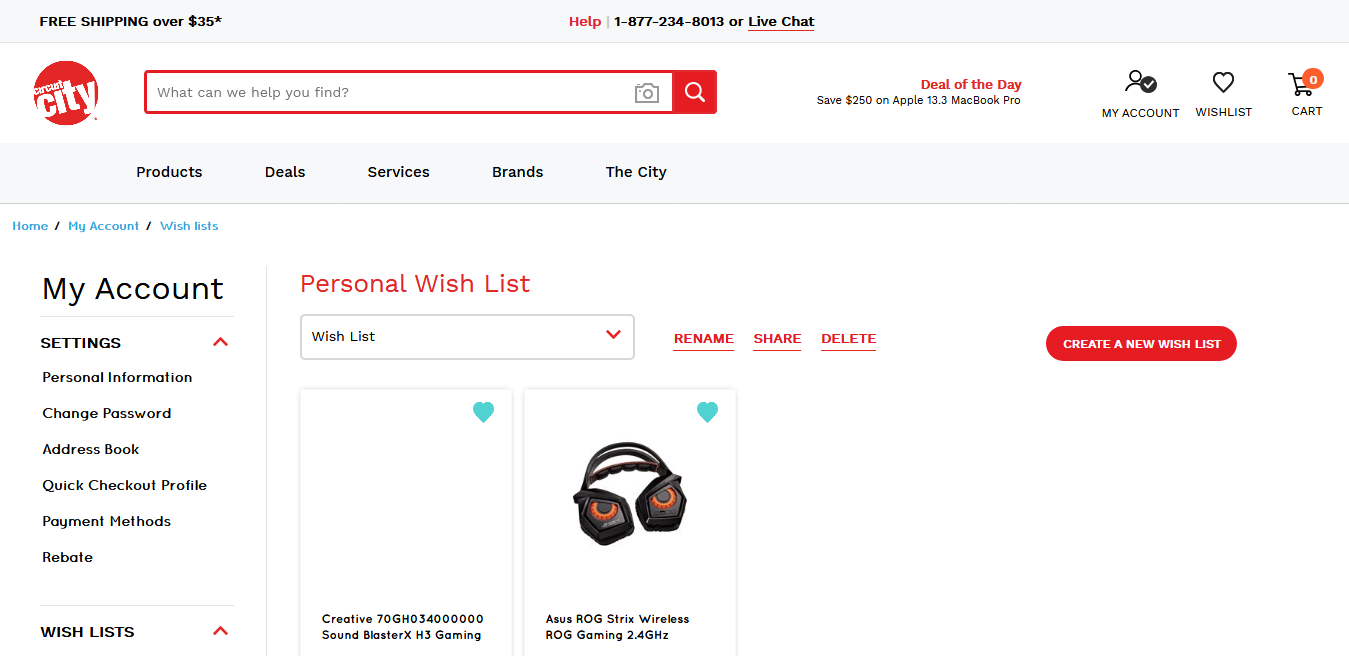 FREE SHIPPING over $35*
Help | 1-877-234-8013 or Live Chat
circuit
city
What can we help you find?
Deal of the Day
Save $250 on Apple 13.3 MacBook Pro
MY ACCOUNT
WISHLIST
0
CART
Products
Deals
Services
Brands
The City
Home / My Account / Wish lists
My Account
SETTINGS
Personal Information
Change Password
Address Book
Quick Checkout Profile
Payment Methods
Rebate
WISH LISTS
Personal Wish List
Wish List
RENAME
SHARE
DELETE
CREATE A NEW WISH LIST
Creative 70GH034000000
Sound BlasterX H3 Gaming
Asus ROG Strix Wireless
ROG Gaming 2.4GHz